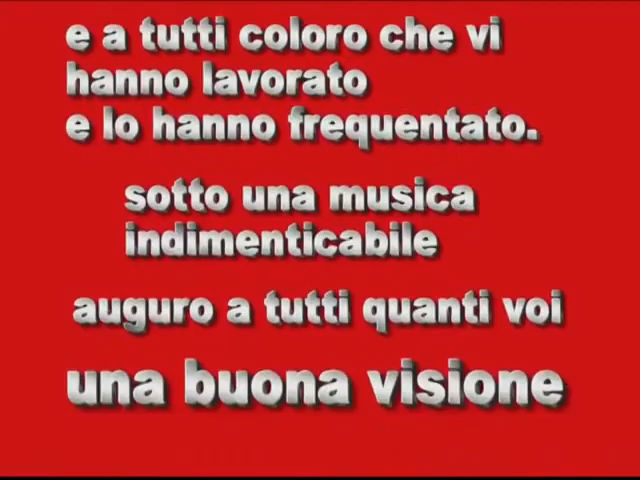 e a tutti coloro che vi
hanno lavorato
e lo hanno frequentato.
sotto una musica
indimenticabile
auguro a tutti quanti voi
una buona visione